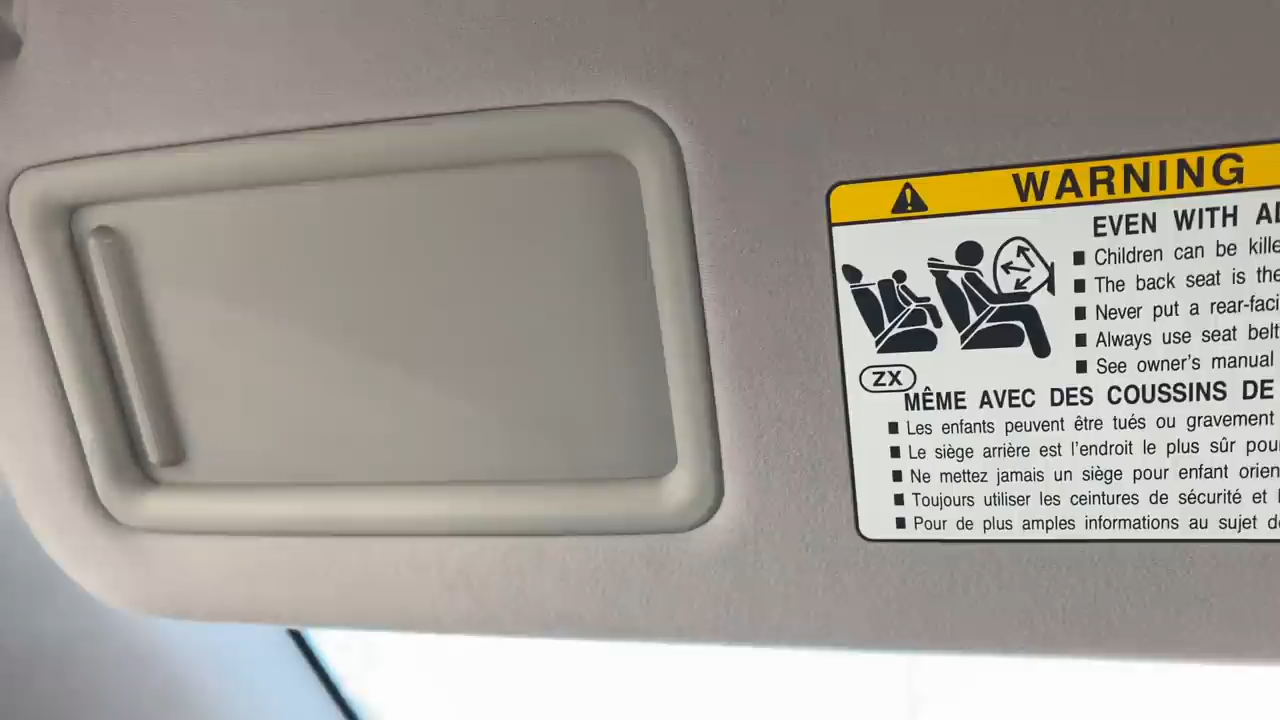 WARNING
EVEN WITH
Children can be
The back seat is
Never put a
Always use seat
See owner's manual
ZX
MÊME AVEC DES COUSSINS DE
Les enfants peuvent être tués ou gravement
Le siège arrière est l'endroit le plus sûr
Ne mettez jamais un siège pour enfant
Toujours utiliser les ceintures de sécurité et
Pour de plus amples informations au sujet